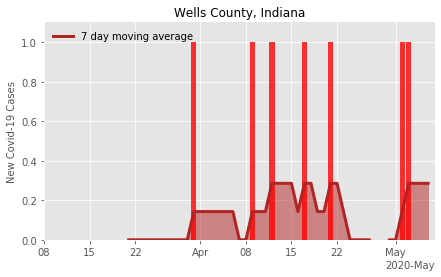 Wells County, Indiana
7 day moving average
New Covid-19 Cases
1.0
0.8
0.6
0.4
0.2
0.0
08 15 22 Apr 08 15 22 May
2020-May